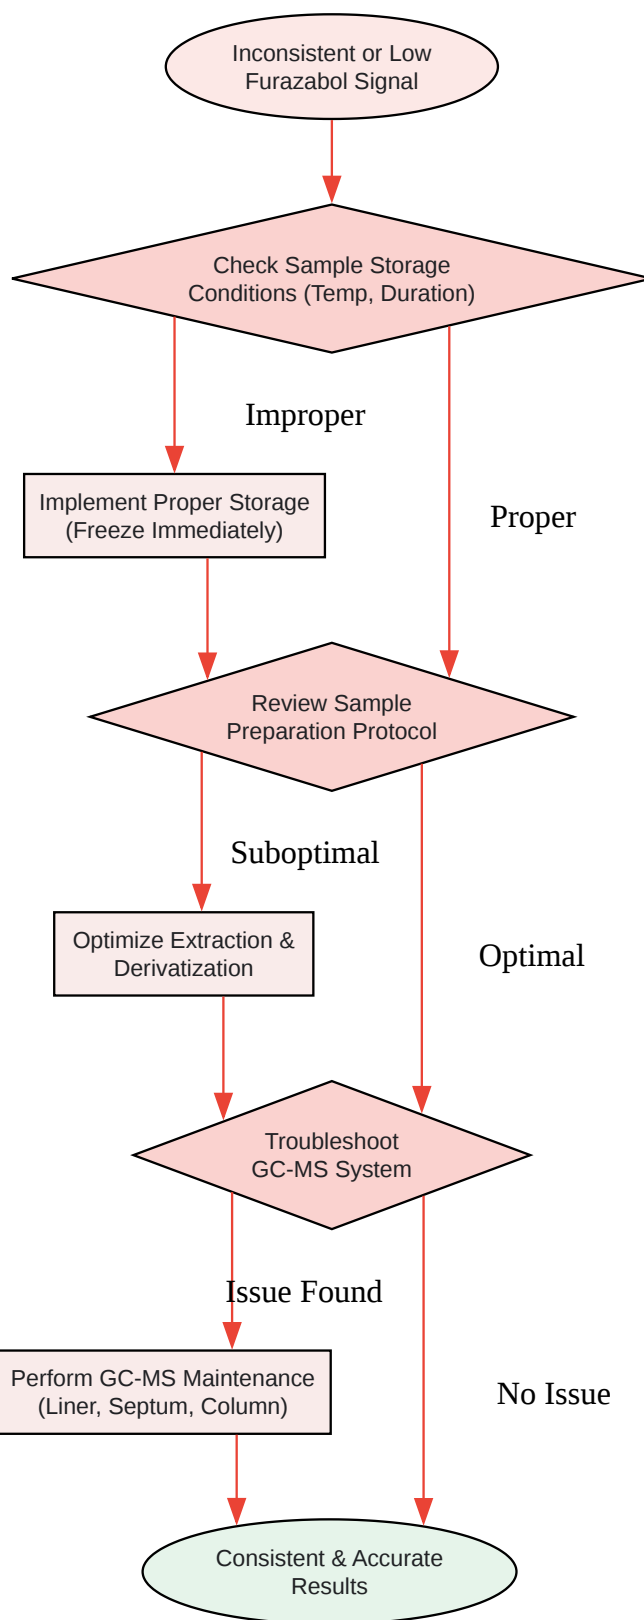 Inconsistent or Low
Furazabol Signal
Check Sample Storage
Conditions (Temp, Duration)
Improper
Implement Proper Storage
(Freeze Immediately)
Proper
Review Sample
Preparation Protocol
Suboptimal
Optimize Extraction &
Derivatization
Optimal
Troubleshoot
GC-MS System
Issue Found
Perform GC-MS Maintenance
(Liner, Septum, Column)
No Issue
Consistent & Accurate
Results